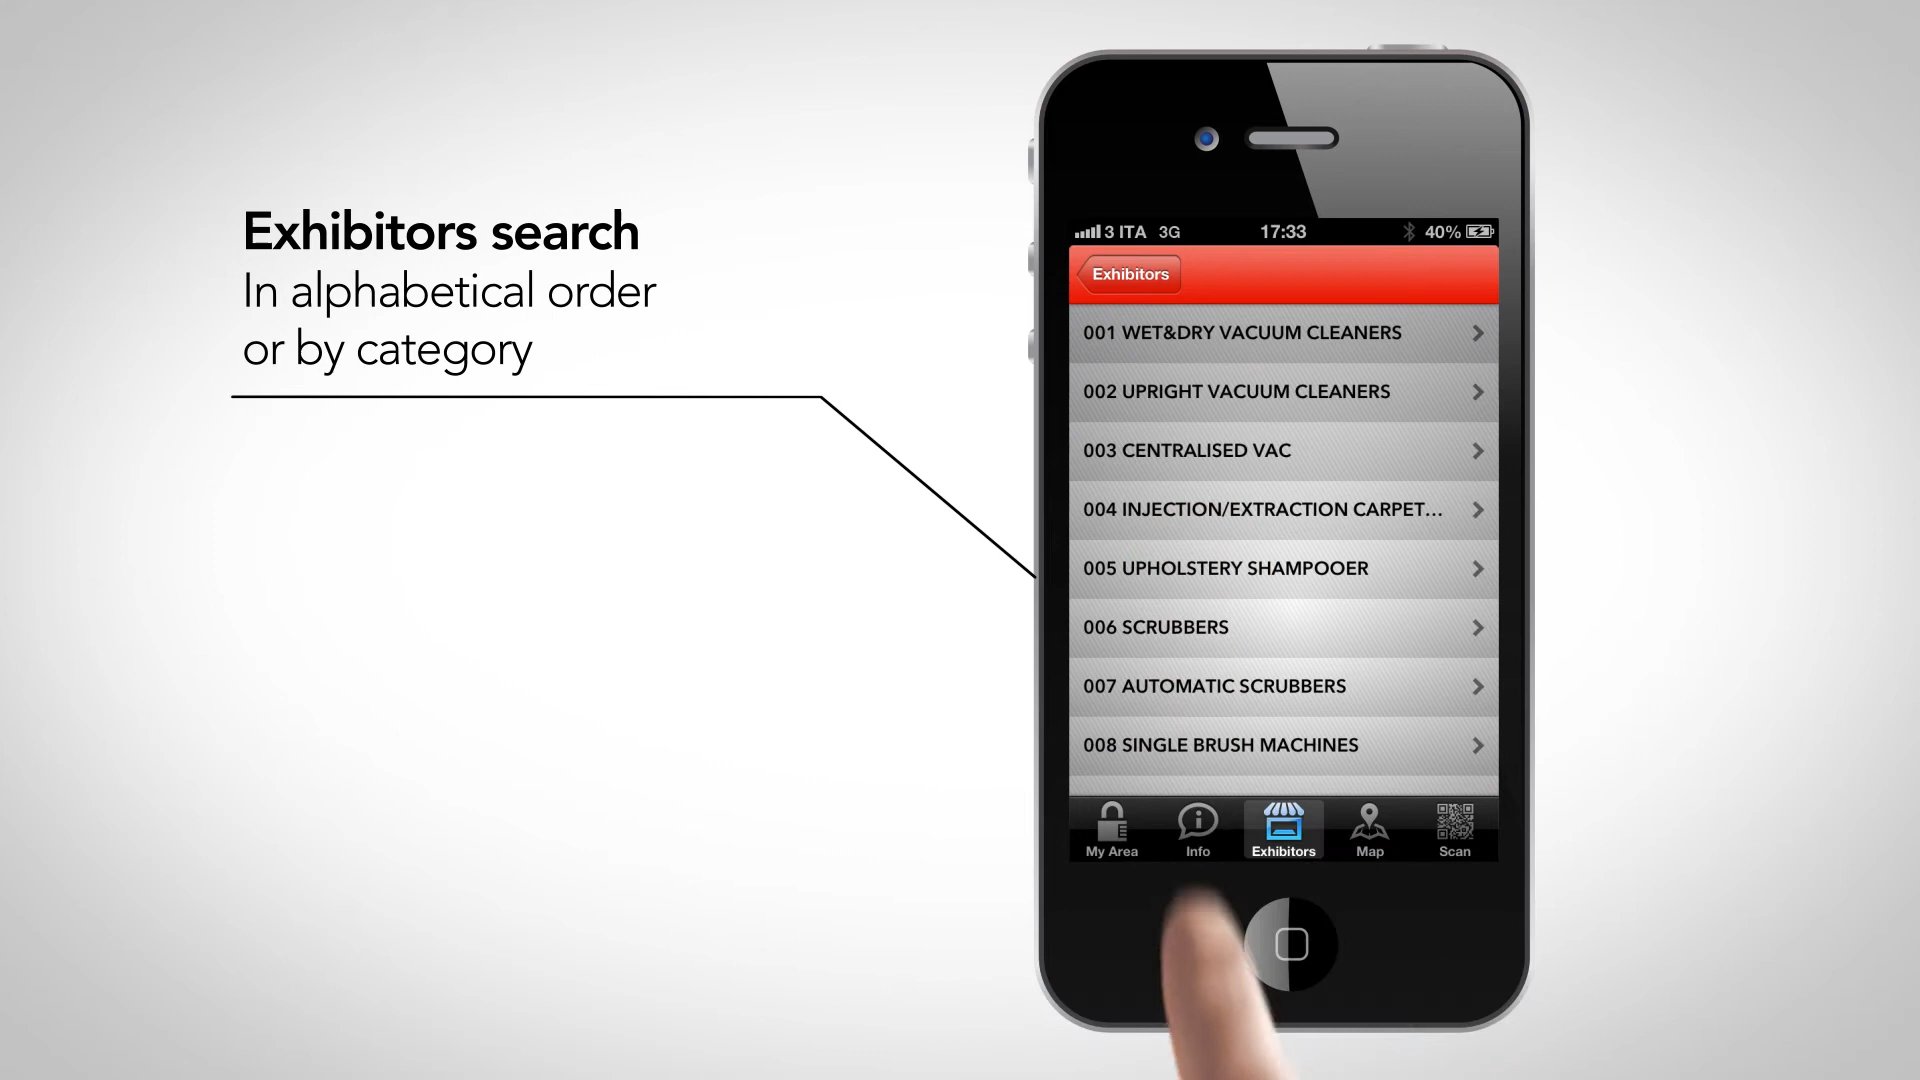 Exhibitors search
In alphabetical order
or by category
3 ITA 3G 17:33 40%
Exhibitors
001 WET&DRY VACUUM CLEANERS
002 UPRIGHT VACUUM CLEANERS
003 CENTRALISED VAC
004 INJECTION/EXTRACTION CARPET...
005 UPHOLSTERY SHAMPOOER
006 SCRUBBERS
007 AUTOMATIC SCRUBBERS
008 SINGLE BRUSH MACHINES
My Area Info Exhibitors Map Scan